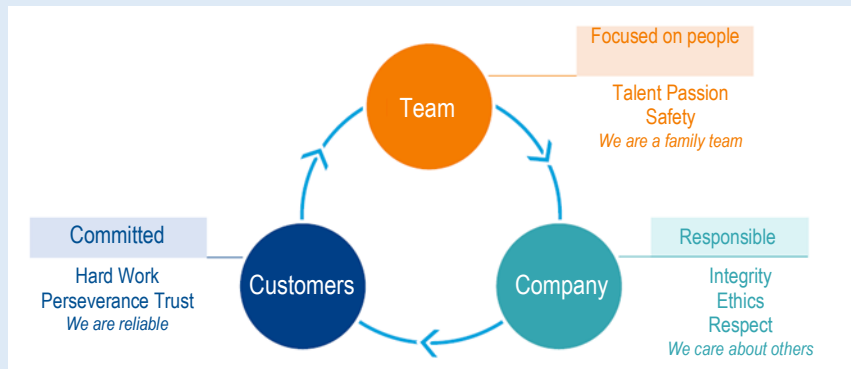 Focused on people
Team
Talent Passion
Safety
We are a family team
Committed
Responsible
Hard Work
Perseverance Trust
We are reliable
Customers
Company
Integrity
Ethics
Respect
We care about others